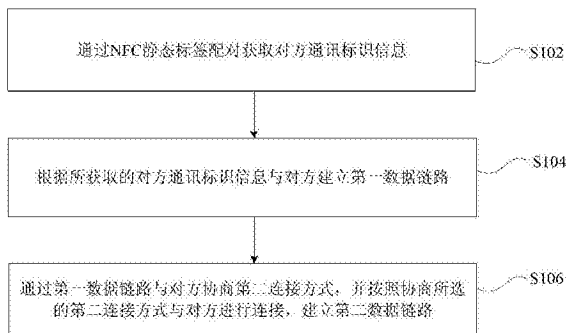 通过NFC静态标签配对获取对方通讯标识信息
S102
根据所获取的对方通讯标识信息与对方建立第一数据链路
S104
通过第一数据链路与对方协商第二连接方式，并按照协商所选
的第二连接方式与对方进行连接，建立第二数据链路
S106